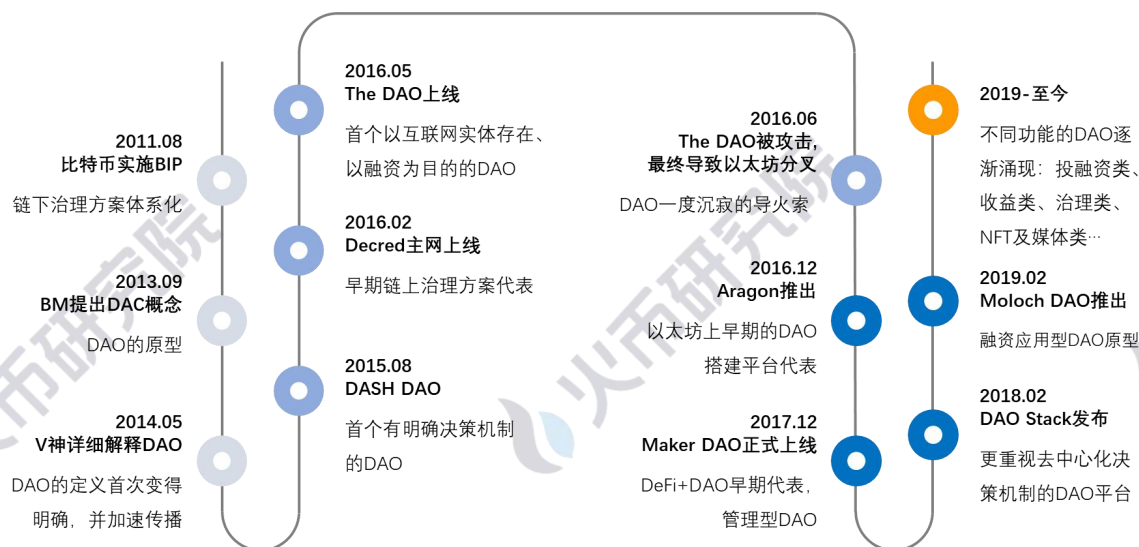 2011.08
比特币实施BIP
链下治理方案体系化
2013.09
BM提出DAC概念
DAO的原型
2014.05
V神详细解释DAO
DAO的定义首次变得
明确，并加速传播
2015.08
DASH DAO
首个有明确决策机制
的DAO
2016.02
Decred主网上线
早期链上治理方案代表
2016.05
The DAO上线
首个以互联网实体存在、
以融资为目的的DAO
2016.06
The DAO被攻击,
最终导致以太坊分叉
DAO一度沉寂的导火索
2016.12
Aragon推出
以太坊上早期的DAO
搭建平台代表
2017.12
Maker DAO正式上线
DeFi+DAO早期代表，
管理型DAO
2018.02
DAO Stack发布
更重视去中心化决
策机制的DAO平台
2019.02
Moloch DAO推出
融资应用型DAO原型
2019-至今
不同功能的DAO逐
渐涌现：投融资类、
收益类、治理类、
NFT及媒体类…
火币研究院
火币研究院